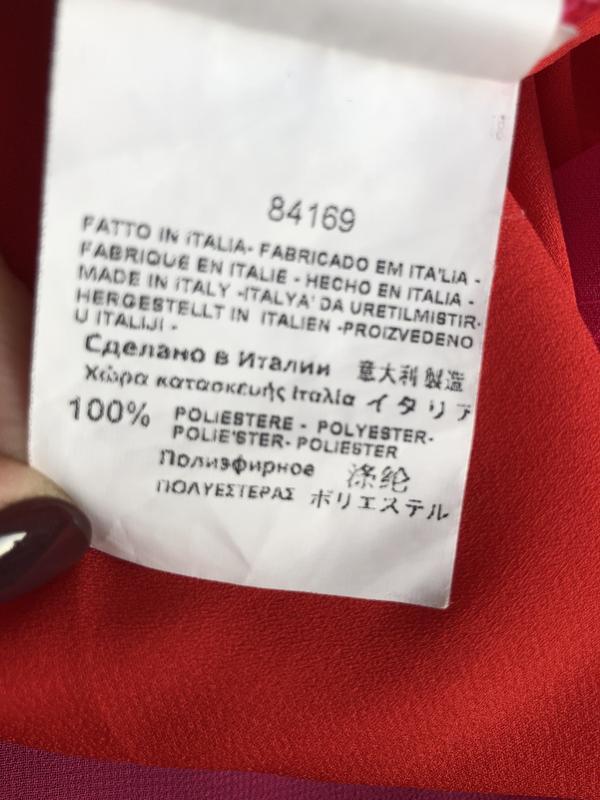 84169
FATTO IN ITALIA- FABRICADO EM ITA'LIA -
FABRIQUE EN ITALIE - HECHO EN ITALIA -
MADE IN ITALY -ITALYA' DA URETILMISTIR-
HERGESTELLT IN ITALIEN -PROIZVEDENO
U ITALIJI -
Сделано в Италии 意大利製造
Χώρα κατασκευής Ιταλία イタリア
100% POLIESTERE - POLYESTER-
POLIE'STER- POLIESTER
Полиэфирное 涤纶
ΠΟΛΥΕΣΤΕΡΑΣ ポリエステル